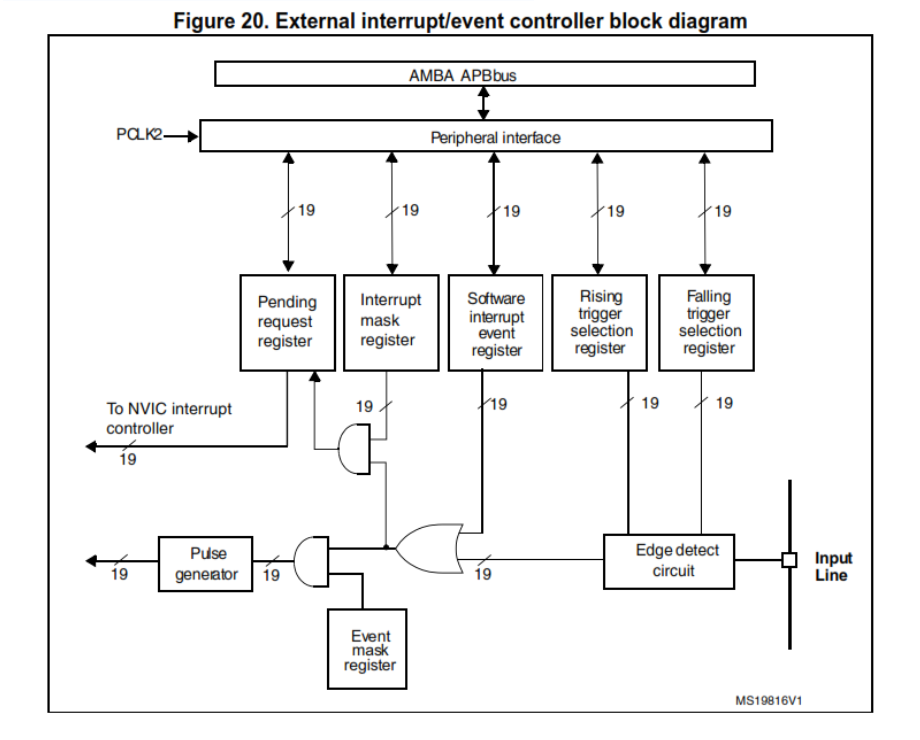 Figure 20. External interrupt/event controller block diagram
AMBA APB bus
PCLK2
Peripheral interface
19
19
19
19
19
Pending
request
register
Interrupt
mask
register
Software
interrupt
event
register
Rising
trigger
selection
register
Falling
trigger
selection
register
To NVIC interrupt
controller
19
19
19
19
19
Pulse
generator
19
19
19
Edge detect
circuit
Input
Line
Event
mask
register
MS19816V1